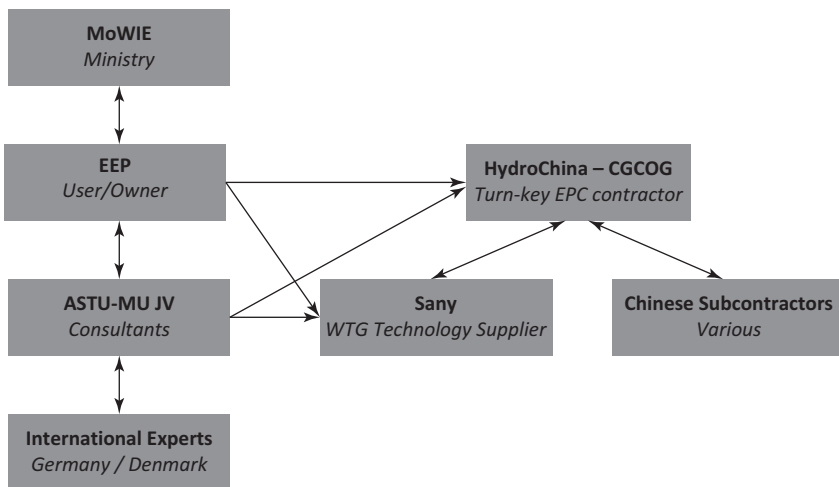 MoWIE
Ministry
EEP
User/Owner
HydroChina – CGCOG
Turn-key EPC contractor
ASTU-MU JV
Consultants
Sany
WTG Technology Supplier
Chinese Subcontractors
Various
International Experts
Germany / Denmark